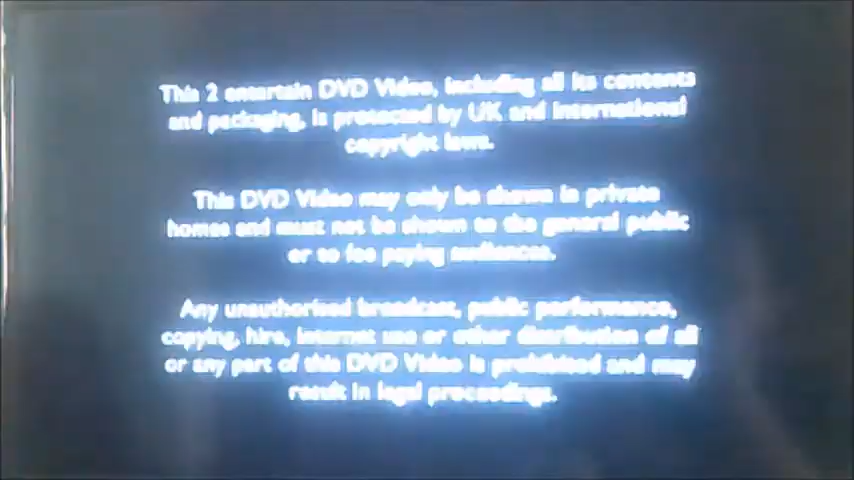 This 2 entertain DVD Video, including all its contents
and packaging, is protected by UK and international
copyright laws.
This DVD Video may only be shown in private
homes and must not be shown to the general public
or to fee paying audiences.
Any unauthorised broadcast, public performance,
copying, hire, internet use or other distribution of all
or any part of this DVD Video is prohibited and may
result in legal proceedings.